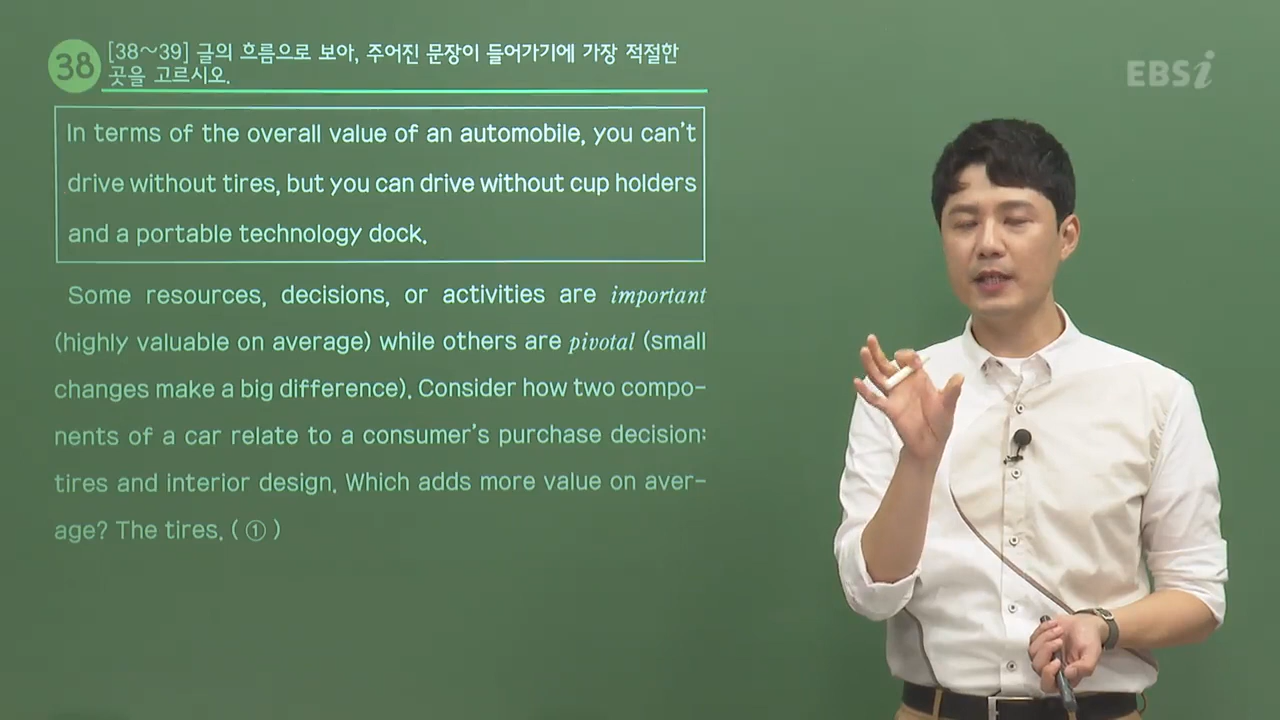 38
[38~39] 글의 흐름으로 보아, 주어진 문장이 들어가기에 가장 적절한
곳을 고르시오.
EBSi
In terms of the overall value of an automobile, you can't
drive without tires, but you can drive without cup holders
and a portable technology dock.
Some resources, decisions, or activities are important
(highly valuable on average) while others are pivotal (small
changes make a big difference). Consider how two compo-
nents of a car relate to a consumer's purchase decision:
tires and interior design. Which adds more value on aver-
age? The tires. ( ① )